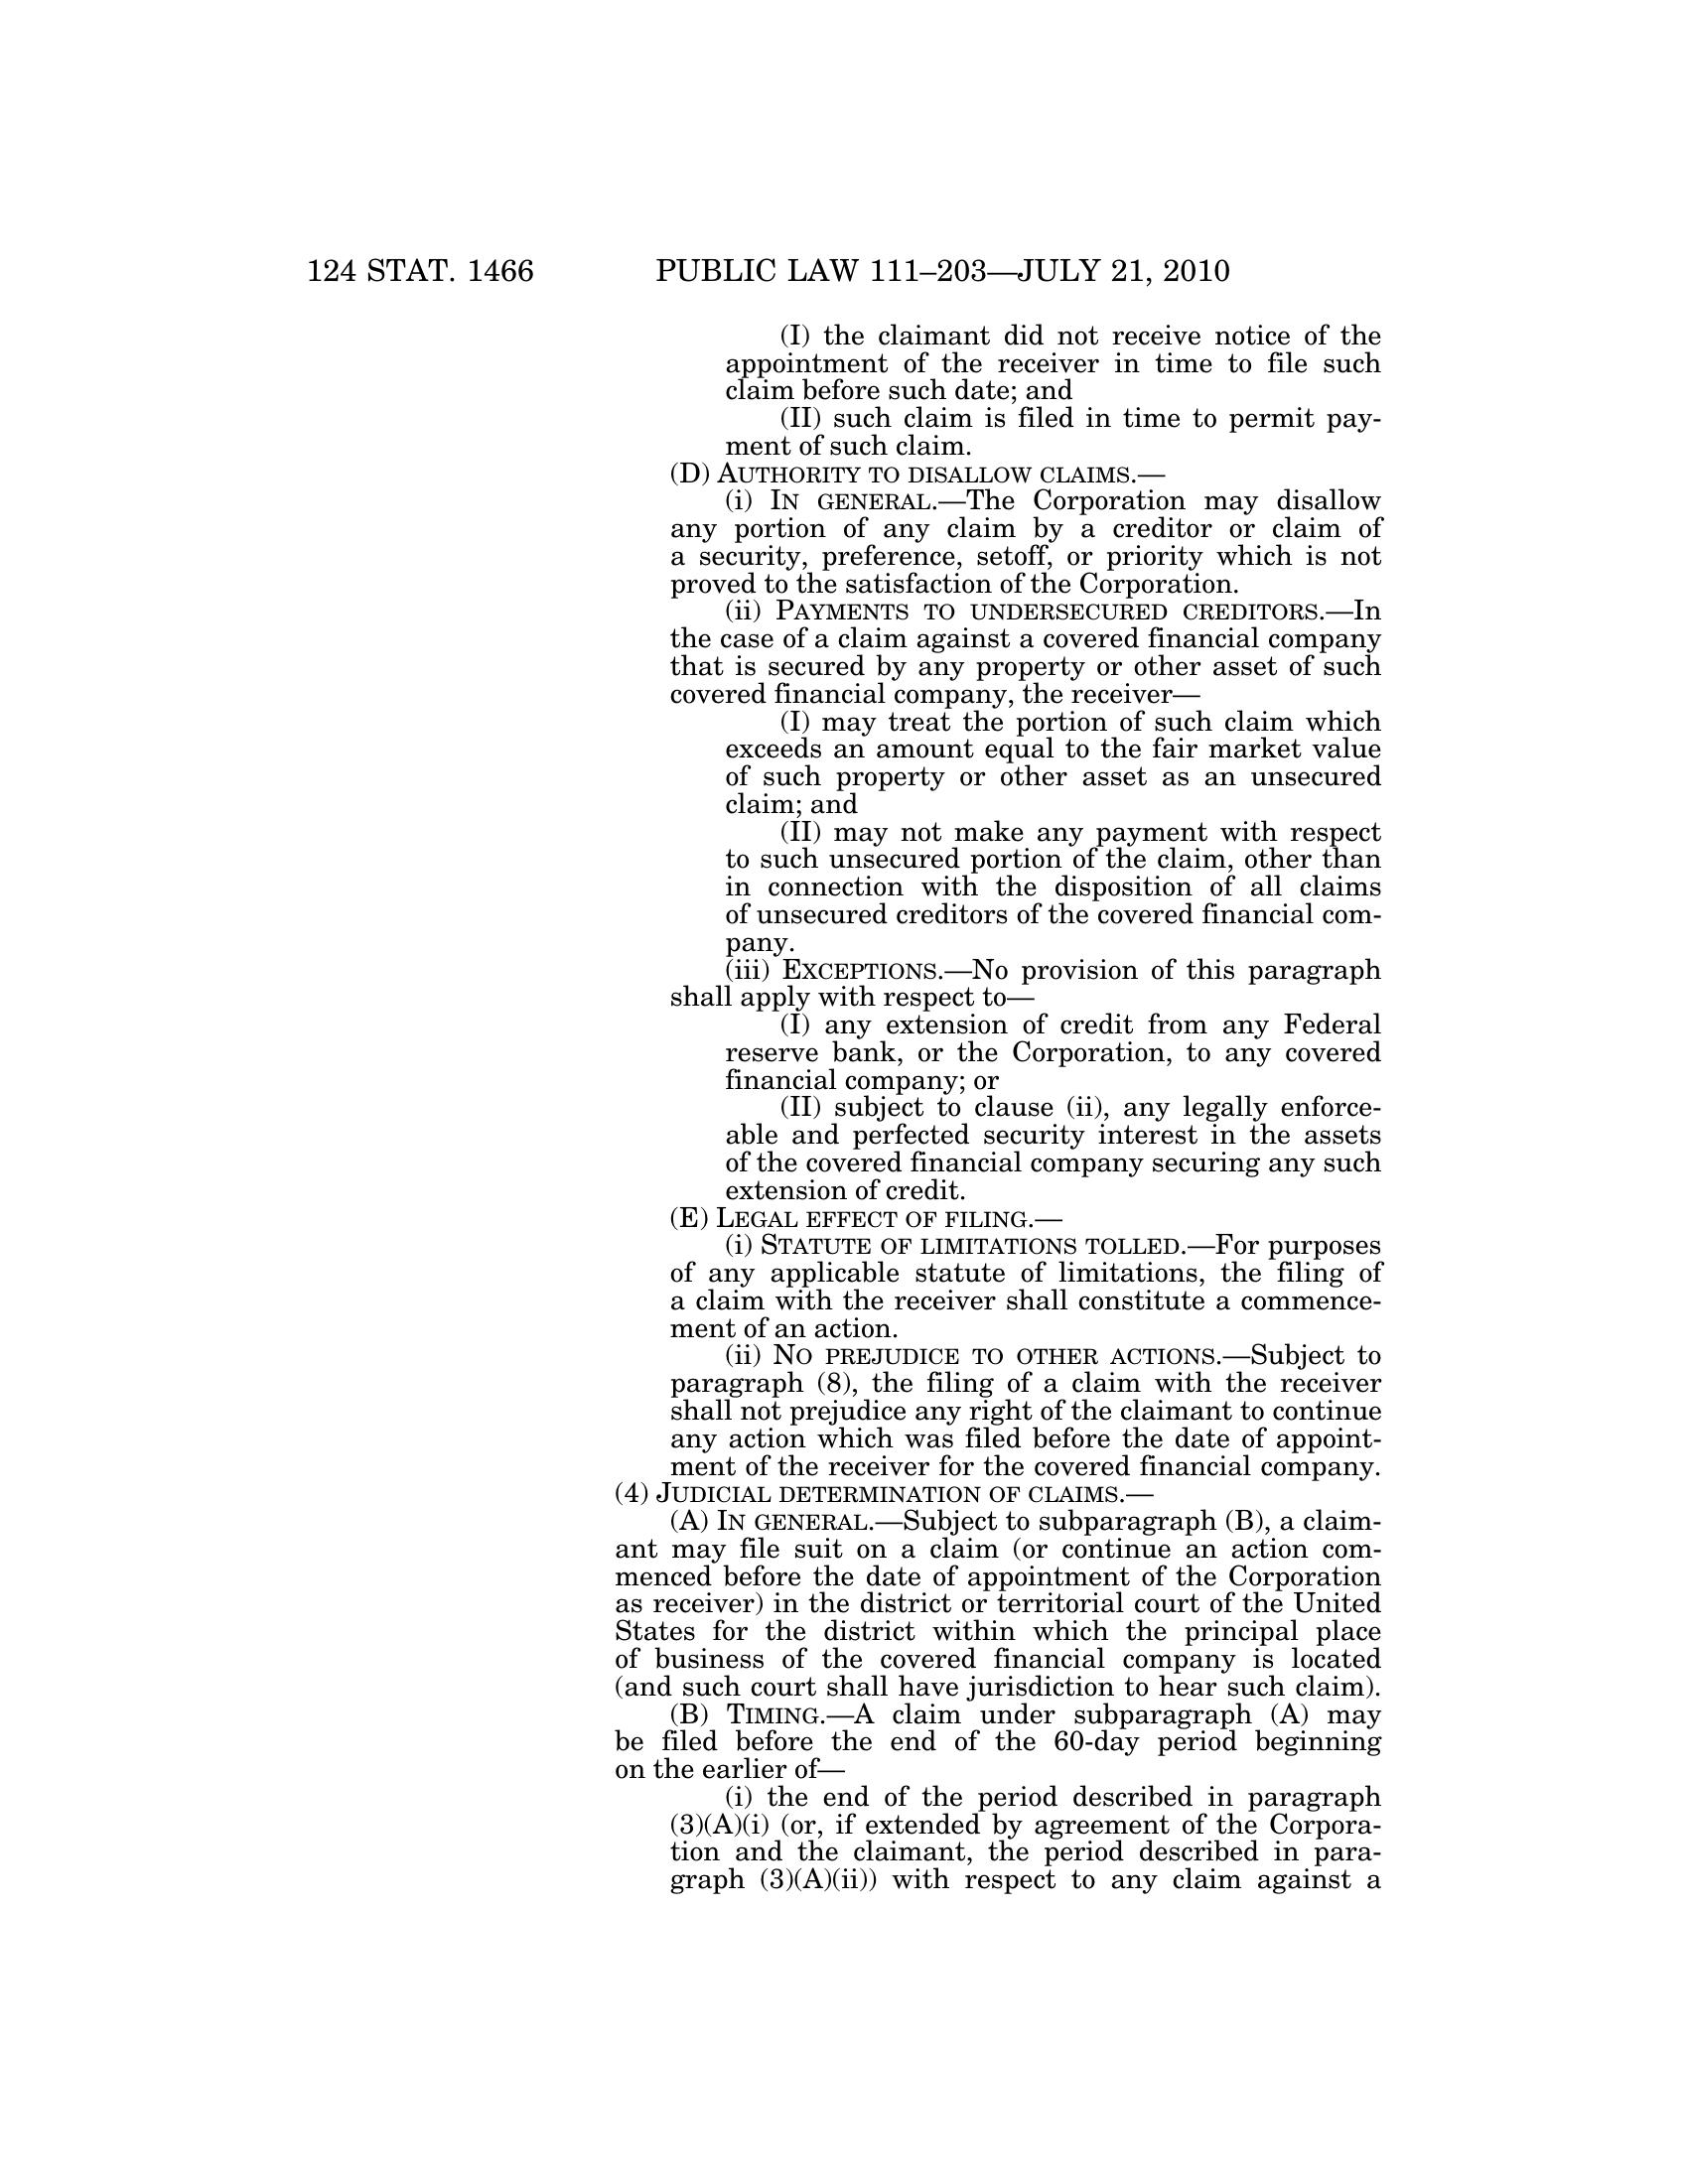 124 STAT. 1466 PUBLIC LAW 111–203—JULY 21, 2010
(I) the claimant did not receive notice of the
appointment of the receiver in time to file such
claim before such date; and
(II) such claim is filed in time to permit pay-
ment of such claim.
(D) AUTHORITY TO DISALLOW CLAIMS.—
(i) IN GENERAL.—The Corporation may disallow
any portion of any claim by a creditor or claim of
a security, preference, setoff, or priority which is not
proved to the satisfaction of the Corporation.
(ii) PAYMENTS TO UNDERSECURED CREDITORS.—In
the case of a claim against a covered financial company
that is secured by any property or other asset of such
covered financial company, the receiver—
(I) may treat the portion of such claim which
exceeds an amount equal to the fair market value
of such property or other asset as an unsecured
claim; and
(II) may not make any payment with respect
to such unsecured portion of the claim, other than
in connection with the disposition of all claims
of unsecured creditors of the covered financial com-
pany.
(iii) EXCEPTIONS.—No provision of this paragraph
shall apply with respect to—
(I) any extension of credit from any Federal
reserve bank, or the Corporation, to any covered
financial company; or
(II) subject to clause (ii), any legally enforce-
able and perfected security interest in the assets
of the covered financial company securing any such
extension of credit.
(E) LEGAL EFFECT OF FILING.—
(i) STATUTE OF LIMITATIONS TOLLED.—For purposes
of any applicable statute of limitations, the filing of
a claim with the receiver shall constitute a commence-
ment of an action.
(ii) NO PREJUDICE TO OTHER ACTIONS.—Subject to
paragraph (8), the filing of a claim with the receiver
shall not prejudice any right of the claimant to continue
any action which was filed before the date of appoint-
ment of the receiver for the covered financial company.
(4) JUDICIAL DETERMINATION OF CLAIMS.—
(A) IN GENERAL.—Subject to subparagraph (B), a claim-
ant may file suit on a claim (or continue an action com-
menced before the date of appointment of the Corporation
as receiver) in the district or territorial court of the United
States for the district within which the principal place
of business of the covered financial company is located
(and such court shall have jurisdiction to hear such claim).
(B) TIMING.—A claim under subparagraph (A) may
be filed before the end of the 60-day period beginning
on the earlier of—
(i) the end of the period described in paragraph
(3)(A)(i) (or, if extended by agreement of the Corpora-
tion and the claimant, the period described in para-
graph (3)(A)(ii)) with respect to any claim against a